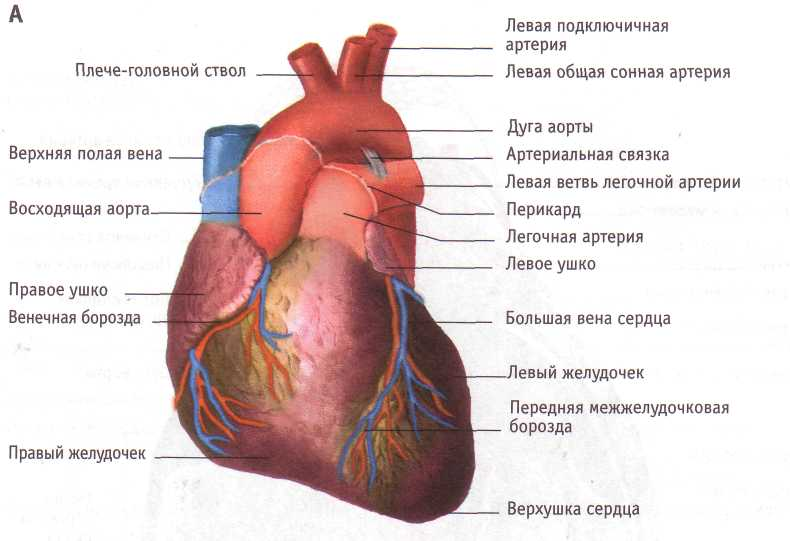 А
Плече-головной ствол
Верхняя полая вена
Восходящая аорта
Правое ушко
Венечная борозда
Правый желудочек
Левая подключичная
артерия
Левая общая сонная артерия
Дуга аорты
Артериальная связка
Левая ветвь легочной артерии
Перикард
Легочная артерия
Левое ушко
Большая вена сердца
Левый желудочек
Передняя межжелудочковая
борозда
Верхушка сердца